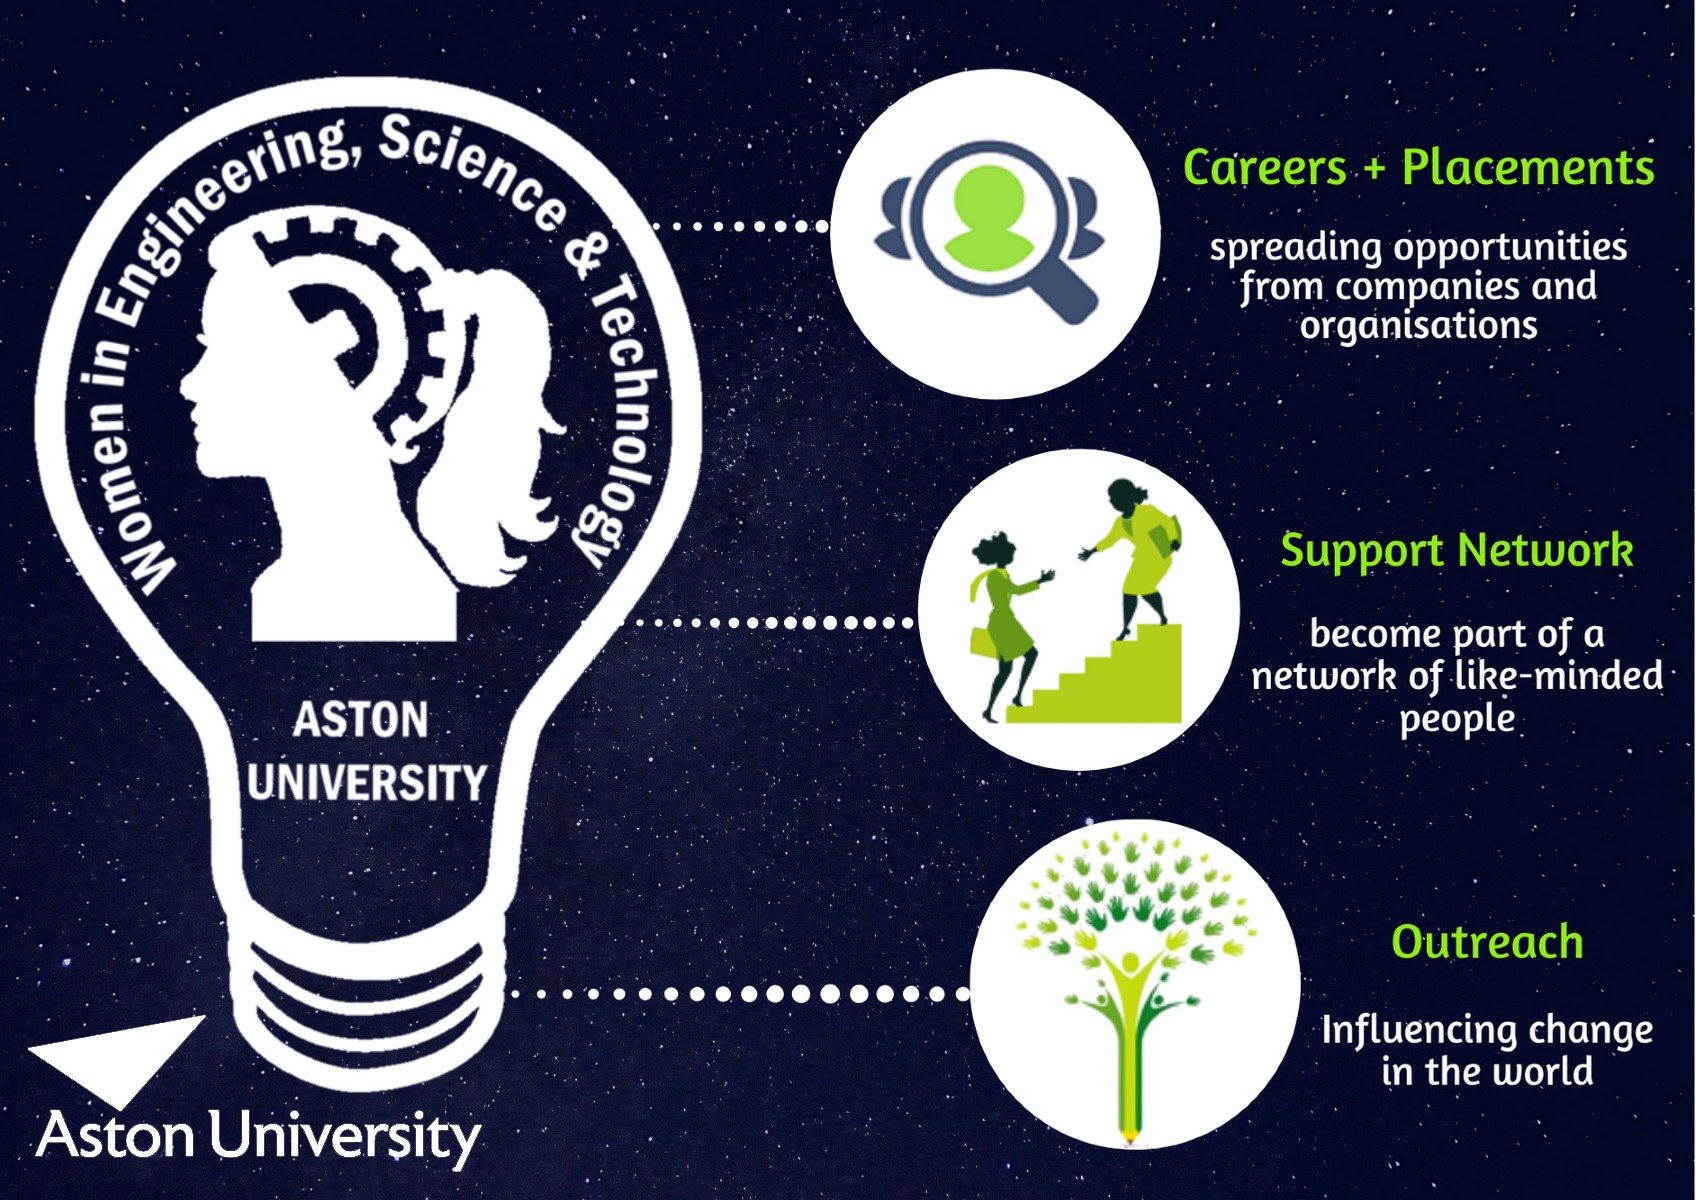 Women in Engineering, Science & Technology
ASTON
UNIVERSITY
Aston University
Careers + Placements
spreading opportunities
from companies and
organisations
Support Network
become part of a
network of like-minded
people
Outreach
Influencing change
in the world